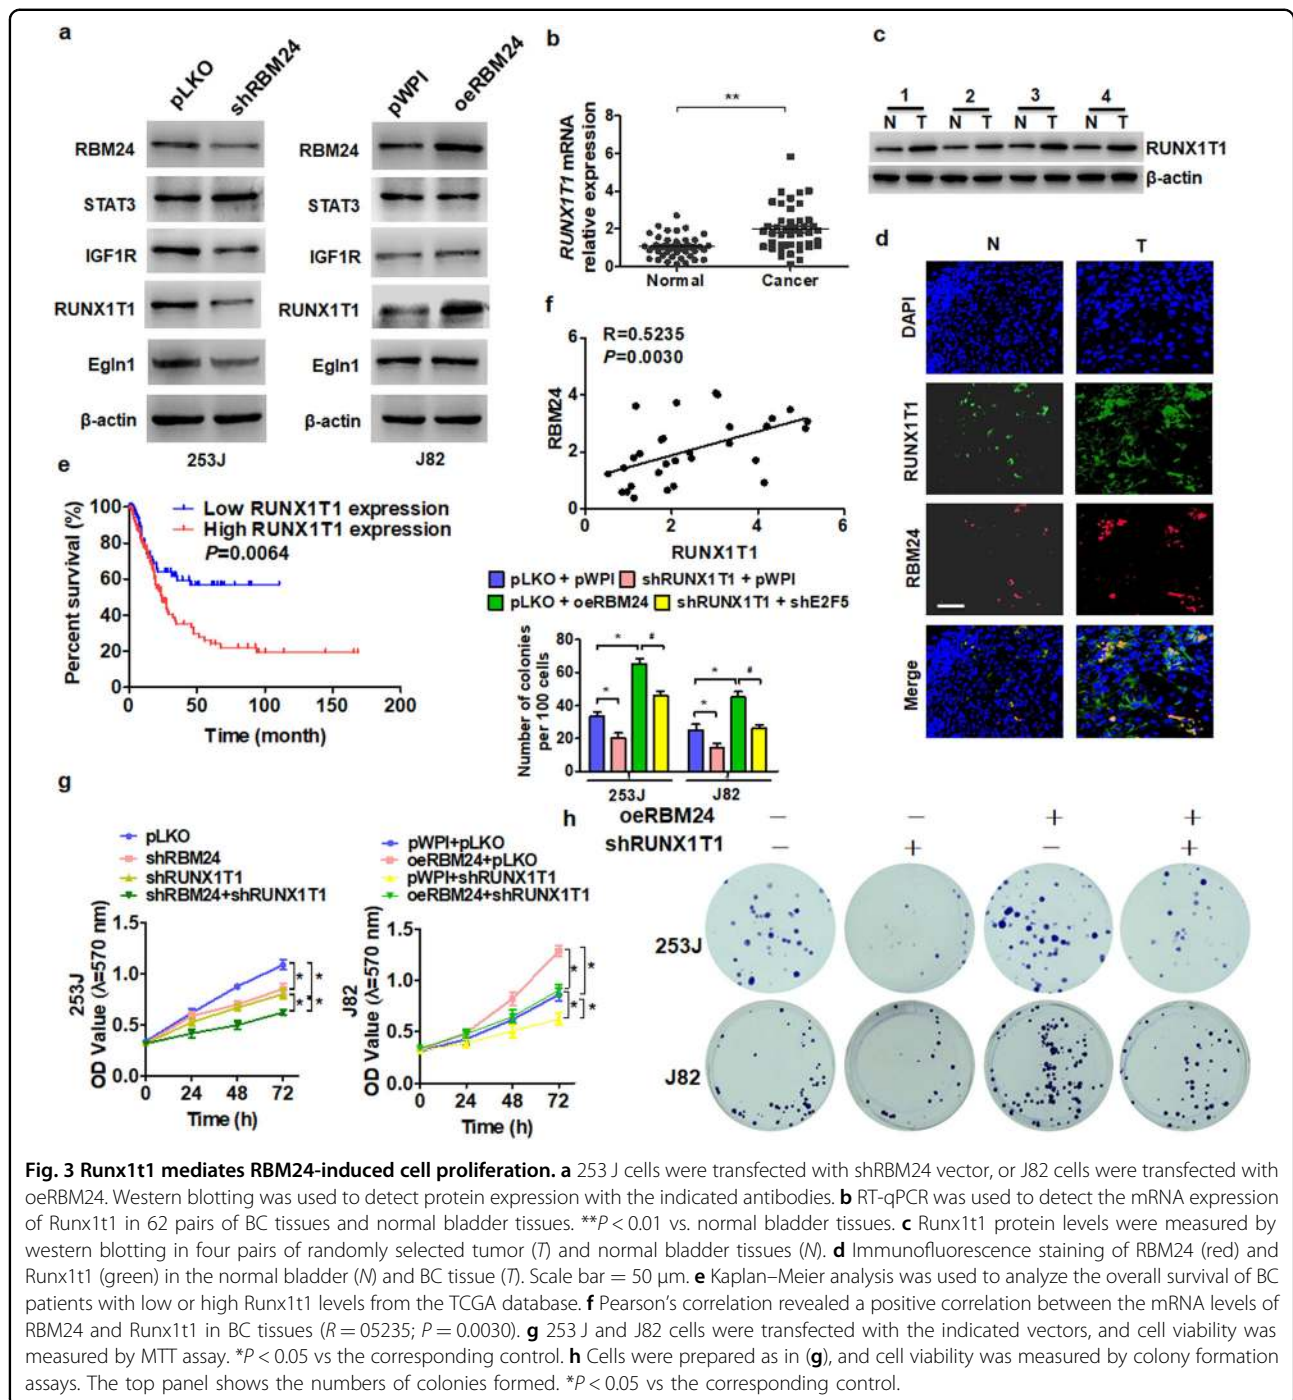 a
pLKO
shRBM24
pWPI
oeRBM24
RBM24
STAT3
IGF1R
RUNX1T1
Egln1
β-actin
253J
RBM24
STAT3
IGF1R
RUNX1T1
Egln1
β-actin
J82
b
**
RUNX1T1 mRNA
relative expression
8
6
4
2
0
Normal Cancer
c
1 2 3 4
N T N T N T N T
RUNX1T1
β-actin
d
N T
DAPI
RUNX1T1
RBM24
Merge
e
Percent survival (%)
100
80
60
40
20
0
Low RUNX1T1 expression
High RUNX1T1 expression
P=0.0064
0 50 100 150 200
Time (month)
f
R=0.5235
P=0.0030
RBM24
6
4
2
0
0 2 4 6
RUNX1T1
pLKO + pWPI shRUNX1T1 + pWPI
pLKO + oeRBM24 shRUNX1T1 + shE2F5
Number of colonies
per 100 cells
80
60
40
20
0
* * #
* * #
253J J82
g
pLKO
shRBM24
shRUNX1T1
shRBM24+shRUNX1T1
253J
OD Value (λ=570 nm)
1.5
1.0
0.5
0.0
* *
* *
0 24 48 72
Time (h)
pWPI+pLKO
oeRBM24+pLKO
pWPI+shRUNX1T1
oeRBM24+shRUNX1T1
J82
OD Value (λ=570 nm)
1.5
1.0
0.5
0.0
* *
* *
0 24 48 72
Time (h)
h
oeRBM24 − − + +
shRUNX1T1 − + − +
253J
J82
Fig. 3 Runx1t1 mediates RBM24-induced cell proliferation. a 253 J cells were transfected with shRBM24 vector, or J82 cells were transfected with
oeRBM24. Western blotting was used to detect protein expression with the indicated antibodies. b RT-qPCR was used to detect the mRNA expression
of Runx1t1 in 62 pairs of BC tissues and normal bladder tissues. **P < 0.01 vs. normal bladder tissues. c Runx1t1 protein levels were measured by
western blotting in four pairs of randomly selected tumor (T) and normal bladder tissues (N). d Immunofluorescence staining of RBM24 (red) and
Runx1t1 (green) in the normal bladder (N) and BC tissue (T). Scale bar = 50 μm. e Kaplan–Meier analysis was used to analyze the overall survival of BC
patients with low or high Runx1t1 levels from the TCGA database. f Pearson's correlation revealed a positive correlation between the mRNA levels of
RBM24 and Runx1t1 in BC tissues (R = 05235; P = 0.0030). g 253 J and J82 cells were transfected with the indicated vectors, and cell viability was
measured by MTT assay. *P < 0.05 vs the corresponding control. h Cells were prepared as in (g), and cell viability was measured by colony formation
assays. The top panel shows the numbers of colonies formed. *P < 0.05 vs the corresponding control.